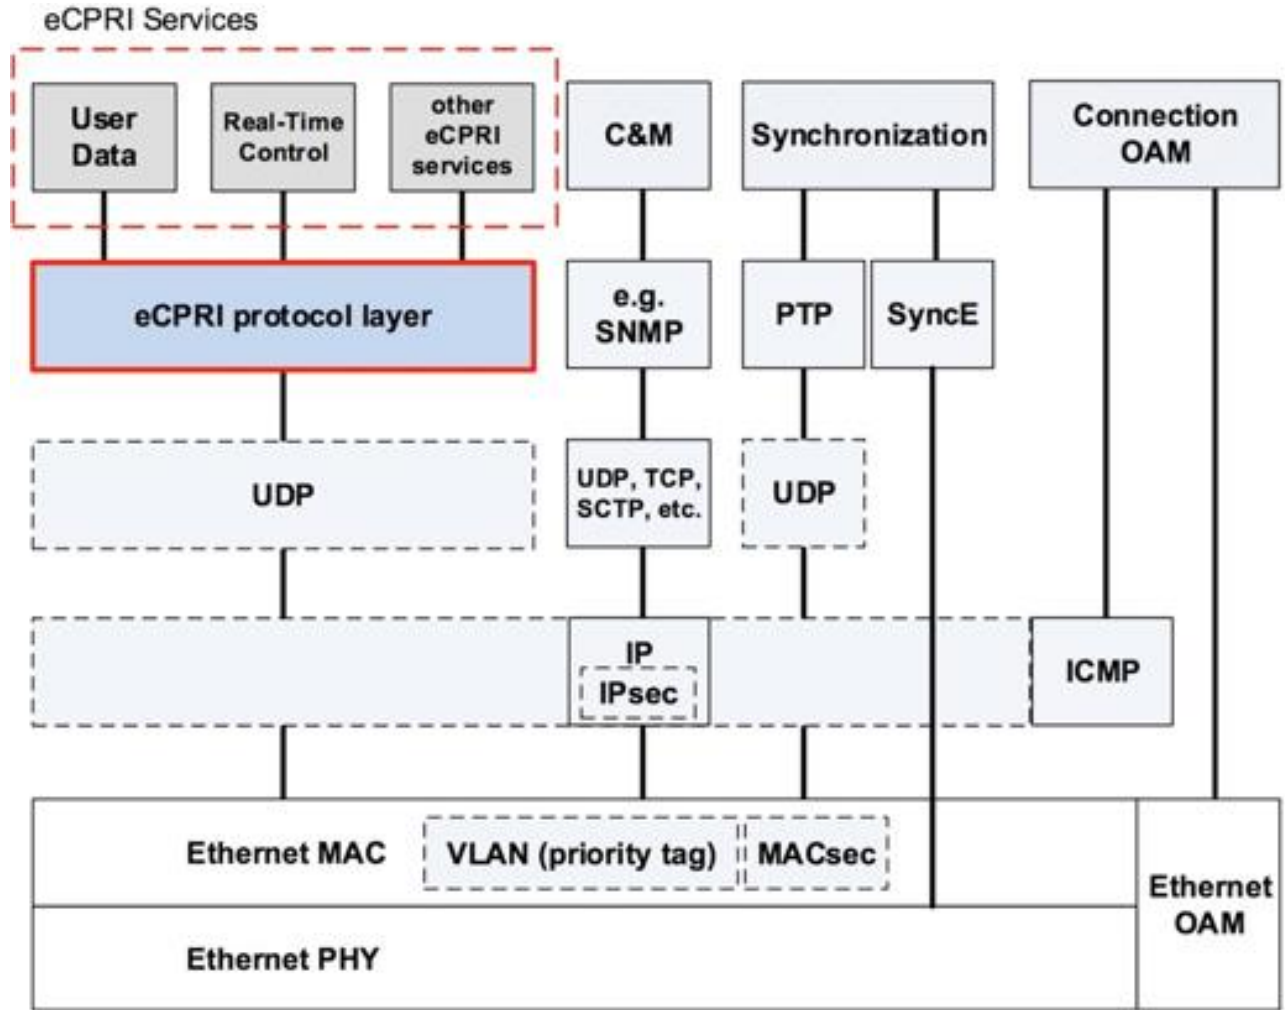 eCPRI Services
User
Data
Real-Time
Control
other
eCPRI
services
C&M
Synchronization
Connection
OAM
eCPRI protocol layer
e.g.
SNMP
PTP
SyncE
UDP
UDP, TCP,
SCTP, etc.
UDP
IP
IPsec
ICMP
Ethernet MAC
VLAN (priority tag)
MACsec
Ethernet
OAM
Ethernet PHY